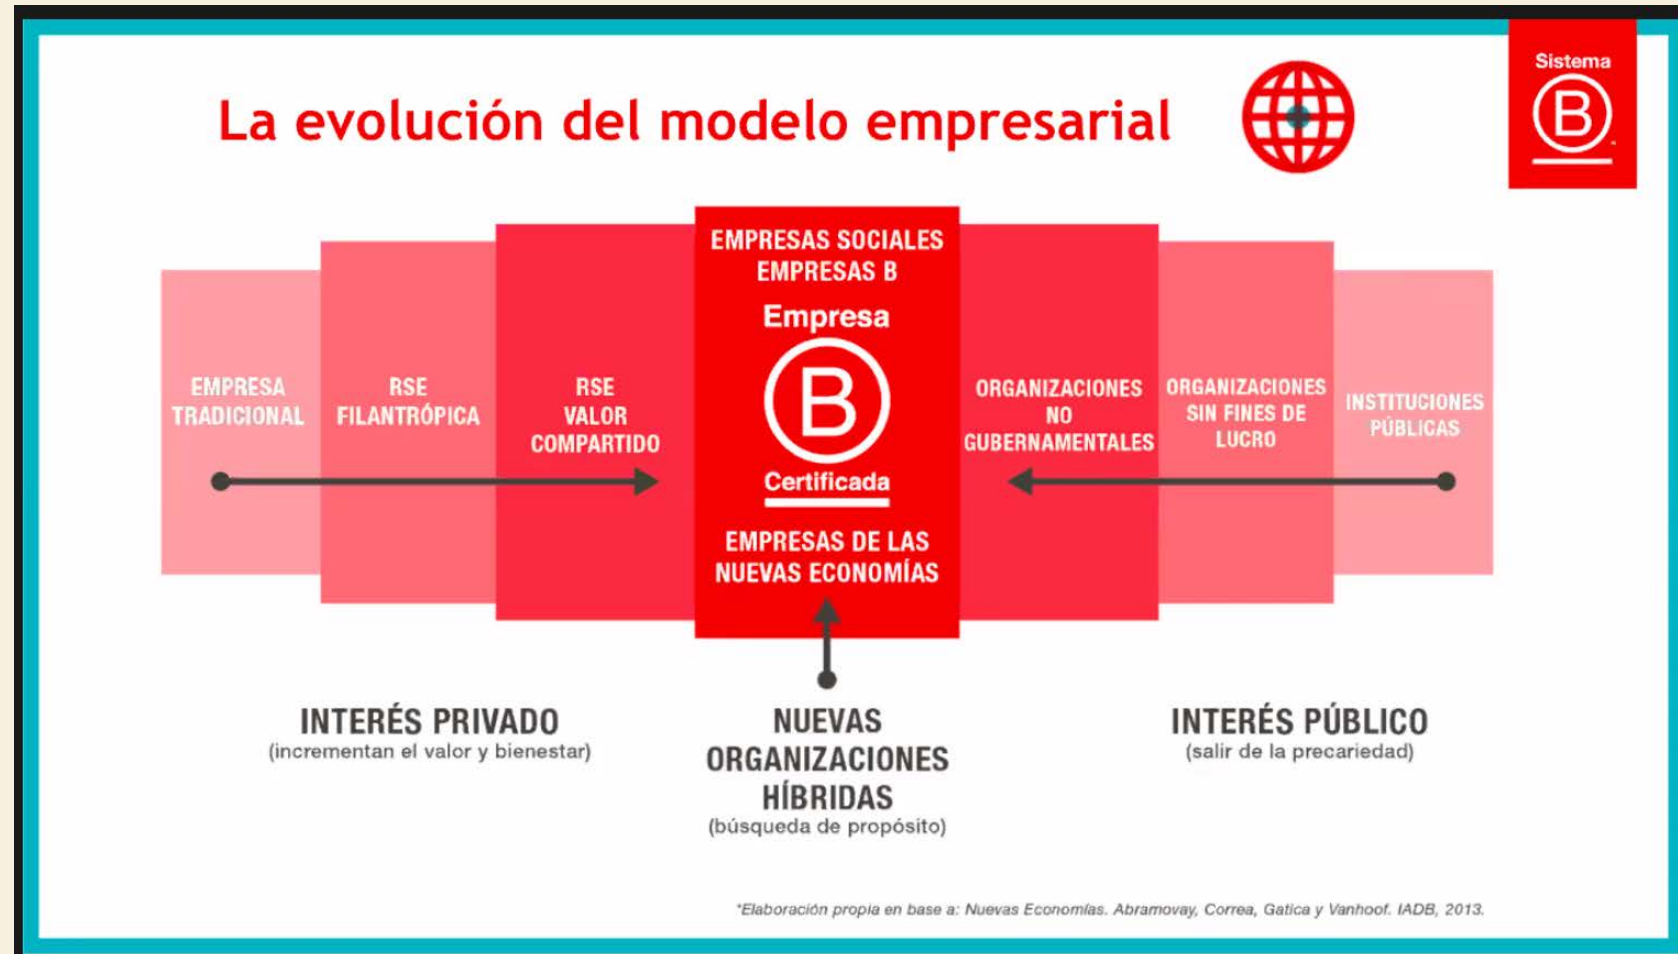 La evolución del modelo empresarial
Sistema
B
EMPRESA
TRADICIONAL
RSE
FILANTRÓPICA
RSE
VALOR
COMPARTIDO
EMPRESAS SOCIALES
EMPRESAS B
Empresa
B
Certificada
EMPRESAS DE LAS
NUEVAS ECONOMÍAS
ORGANIZACIONES
NO
GUBERNAMENTALES
ORGANIZACIONES
SIN FINES DE
LUCRO
INSTITUCIONES
PÚBLICAS
INTERÉS PRIVADO
(incrementan el valor y bienestar)
NUEVAS
ORGANIZACIONES
HÍBRIDAS
(búsqueda de propósito)
INTERÉS PÚBLICO
(salir de la precariedad)
*Elaboración propia en base a: Nuevas Economías. Abramovay, Correa, Gatica y Vanhoof. IADB, 2013.